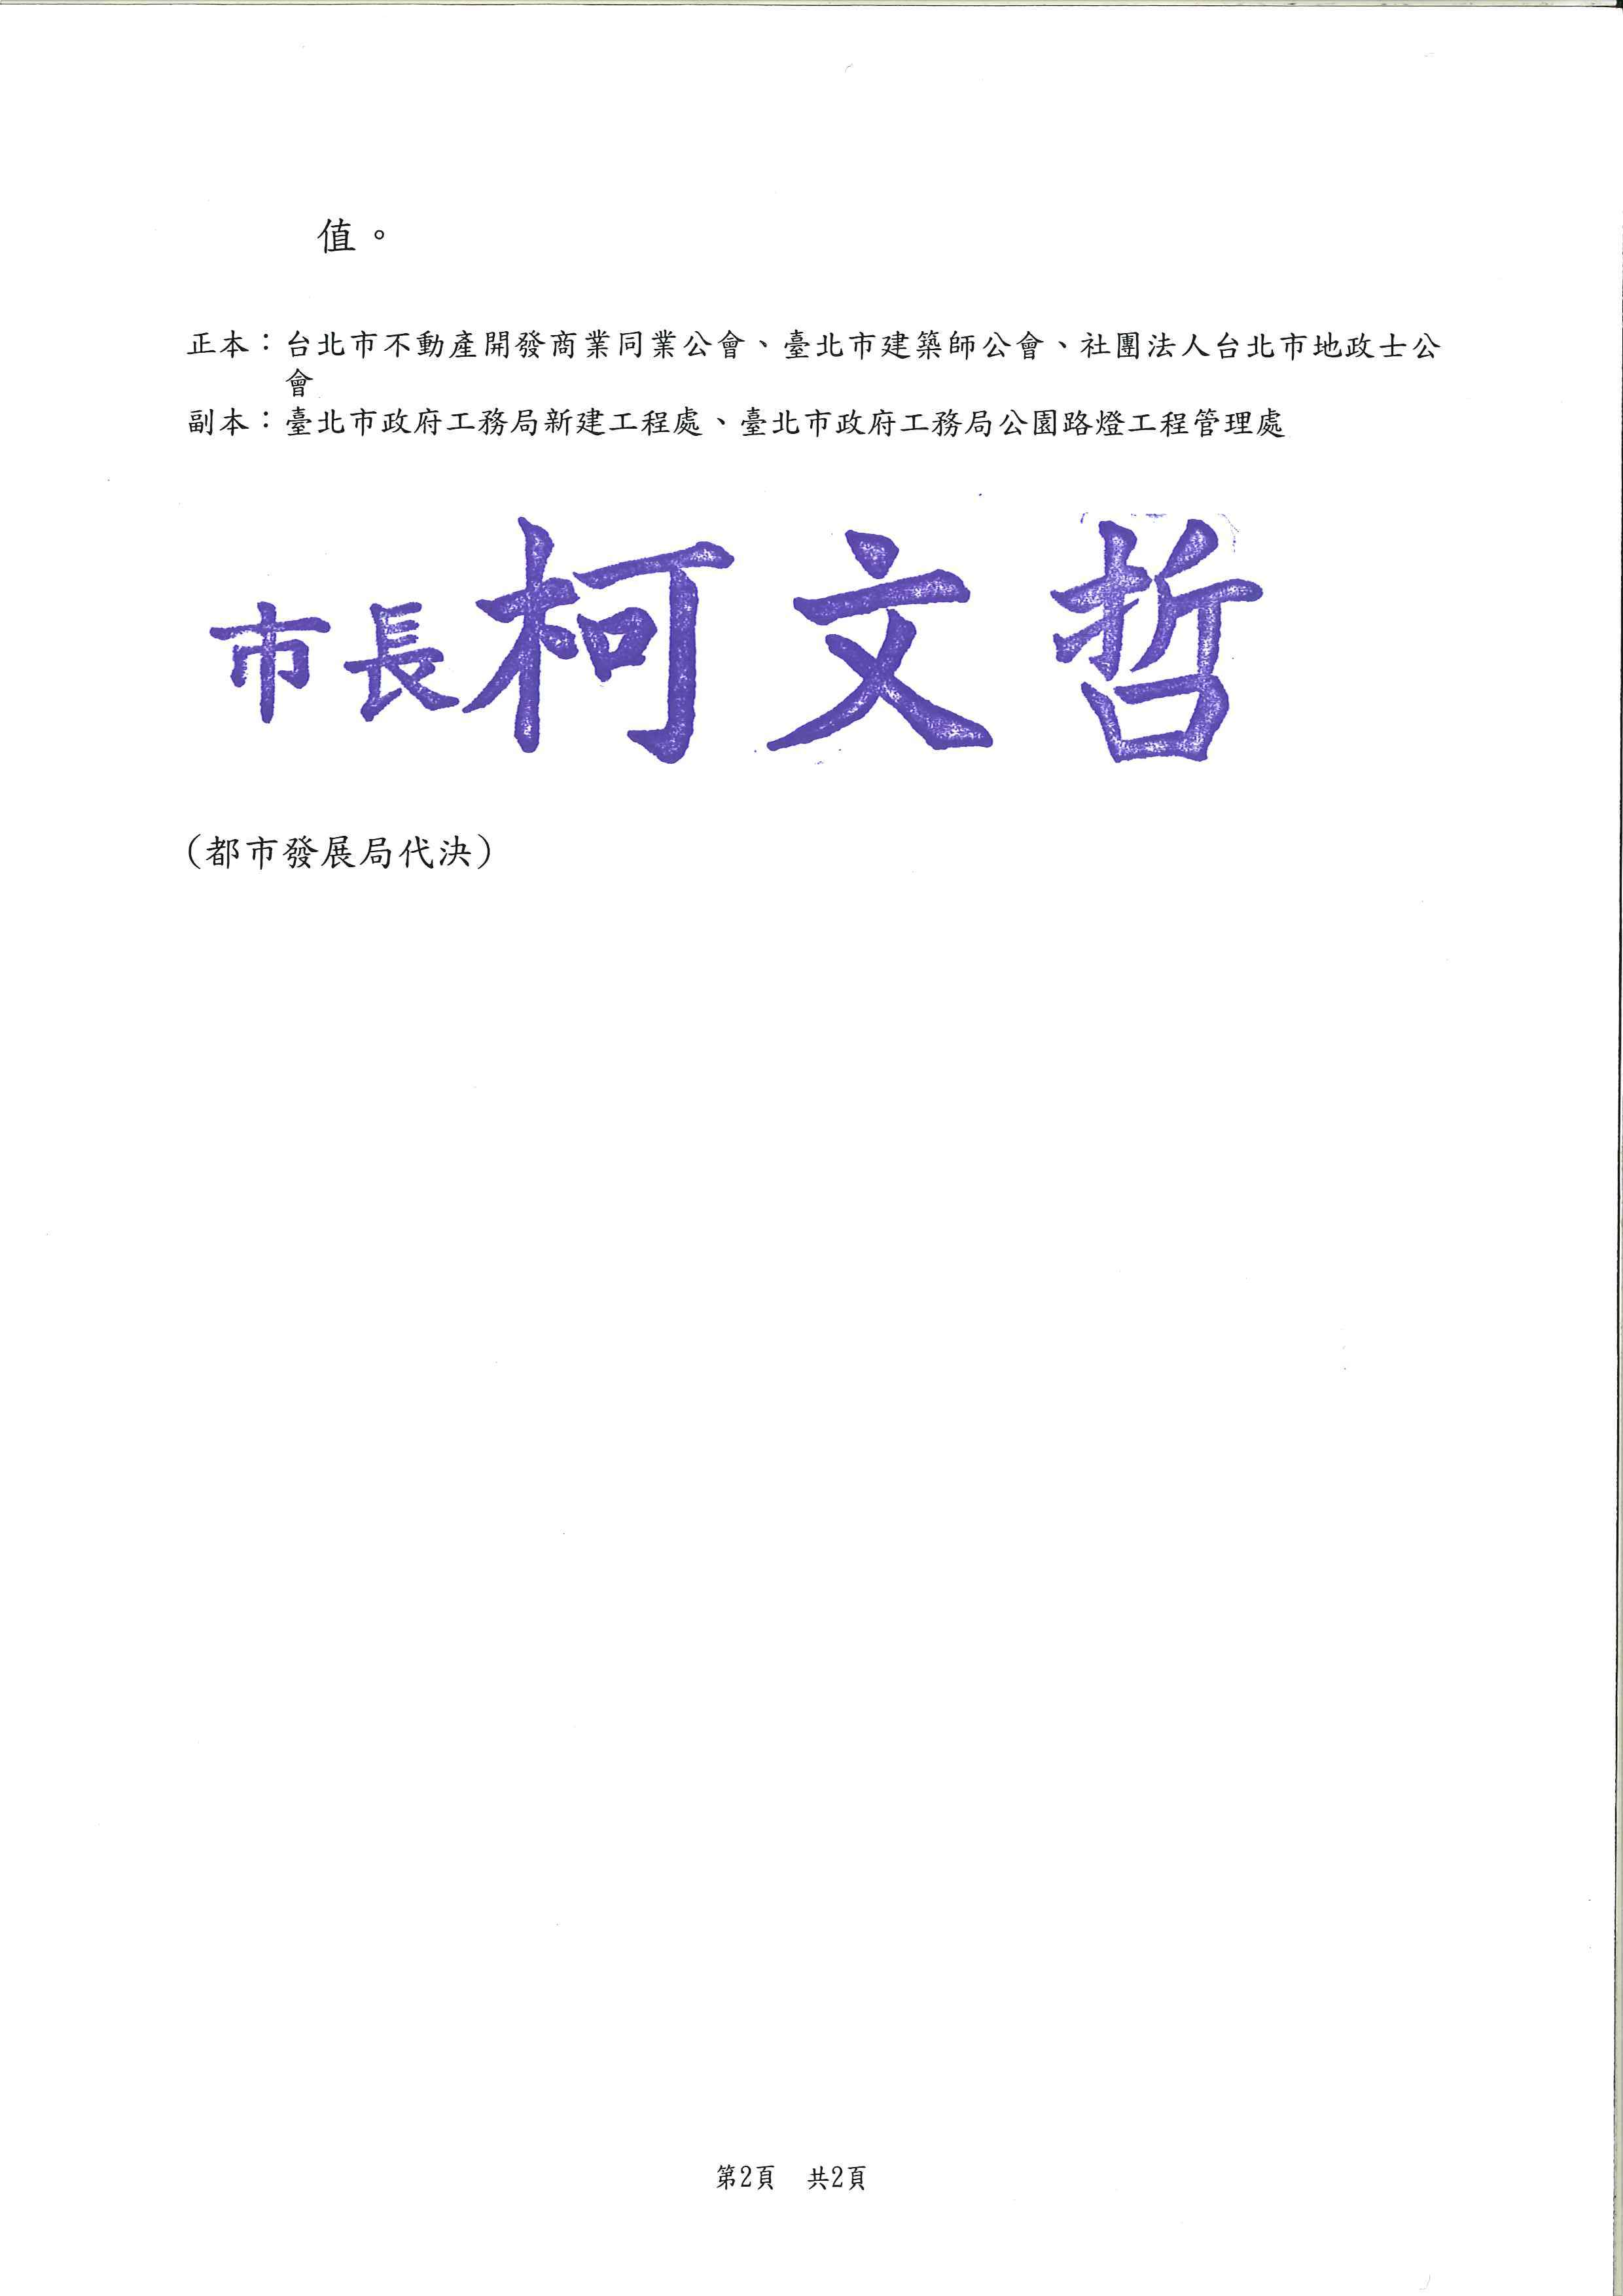 值。
正本：台北市不動產開發商業同業公會、臺北市建築師公會、社團法人台北市地政士公
會
副本：臺北市政府工務局新建工程處、臺北市政府工務局公園路燈工程管理處
市長柯文哲
(都市發展局代決)
第2頁　共2頁